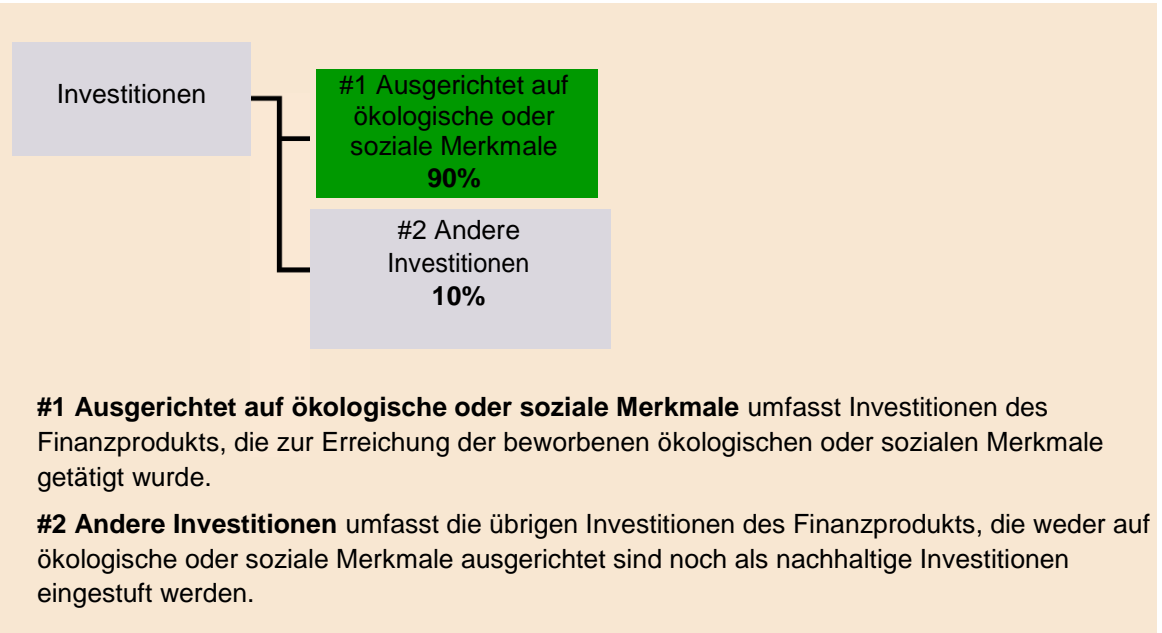 Investitionen
#1 Ausgerichtet auf
ökologische oder
soziale Merkmale
90%
#2 Andere
Investitionen
10%
#1 Ausgerichtet auf ökologische oder soziale Merkmale umfasst Investitionen des
Finanzprodukts, die zur Erreichung der beworbenen ökologischen oder sozialen Merkmale
getätigt wurde.
#2 Andere Investitionen umfasst die übrigen Investitionen des Finanzprodukts, die weder auf
ökologische oder soziale Merkmale ausgerichtet sind noch als nachhaltige Investitionen
eingestuft werden.